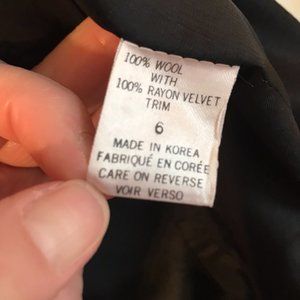 100% WOOL
WITH
100% RAYON VELVET
TRIM
6
MADE IN KOREA
FABRIQUÉ EN CORÉE
CARE ON REVERSE
VOIR VERSO